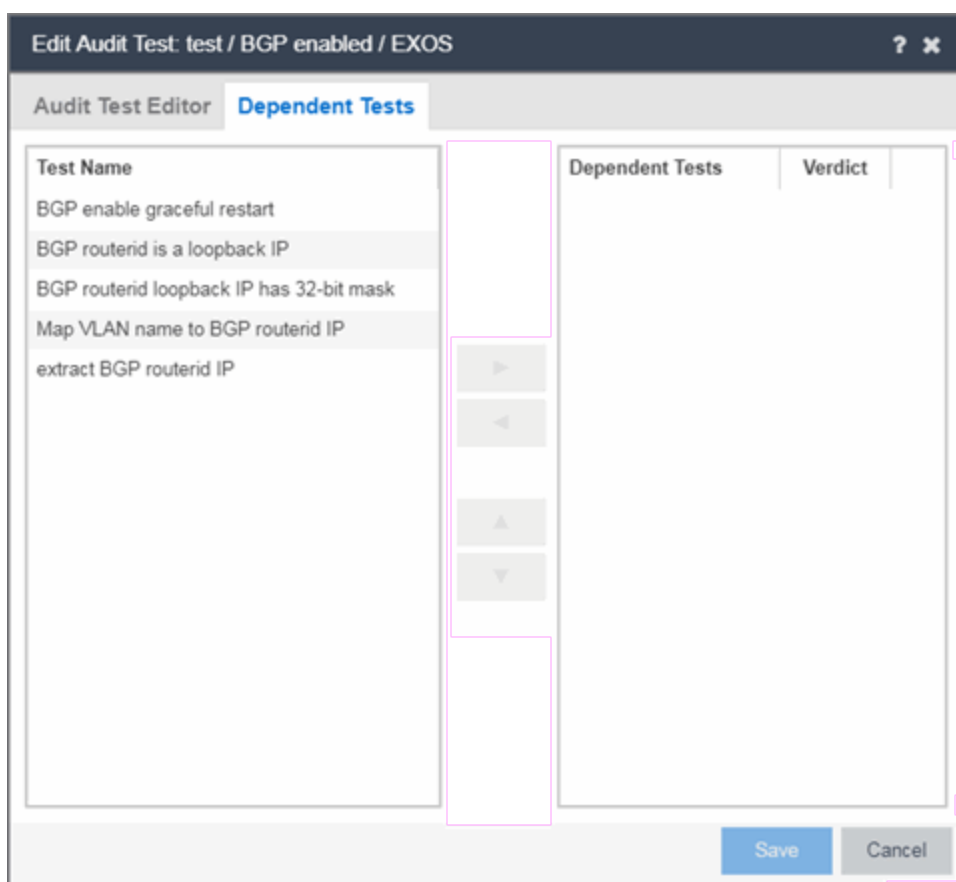 Edit Audit Test: test / BGP enabled / EXOS ? ✖
Audit Test Editor Dependent Tests
Test Name
BGP enable graceful restart
BGP routerid is a loopback IP
BGP routerid loopback IP has 32-bit mask
Map VLAN name to BGP routerid IP
extract BGP routerid IP
Dependent Tests Verdict
Save Cancel